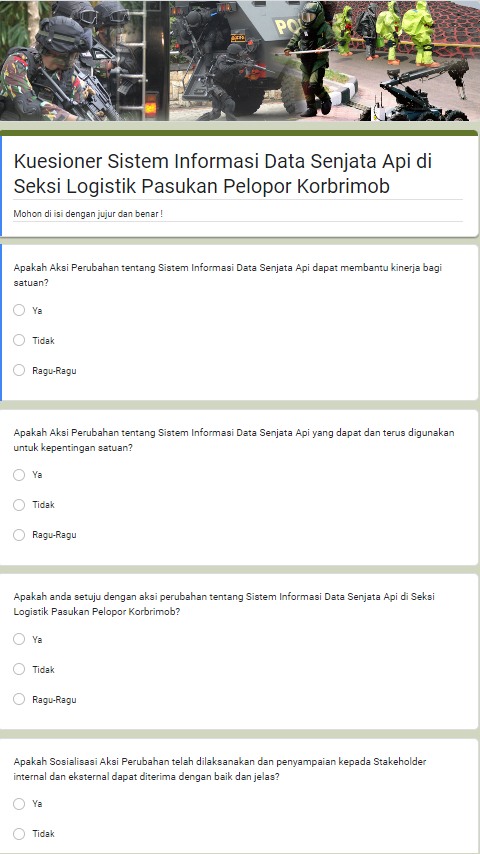 PO
Kuesioner Sistem Informasi Data Senjata Api di
Seksi Logistik Pasukan Pelopor Korbrimob
Mohon di isi dengan jujur dan benar !
Apakah Aksi Perubahan tentang Sistem Informasi Data Senjata Api dapat membantu kinerja bagi
satuan?
Ya
Tidak
Ragu-Ragu
Apakah Aksi Perubahan tentang Sistem Informasi Data Senjata Api yang dapat dan terus digunakan
untuk kepentingan satuan?
Ya
Tidak
Ragu-Ragu
Apakah anda setuju dengan aksi perubahan tentang Sistem Informasi Data Senjata Api di Seksi
Logistik Pasukan Pelopor Korbrimob?
Ya
Tidak
Ragu-Ragu
Apakah Sosialisasi Aksi Perubahan telah dilaksanakan dan penyampaian kepada Stakeholder
internal dan eksternal dapat diterima dengan baik dan jelas?
Ya
Tidak